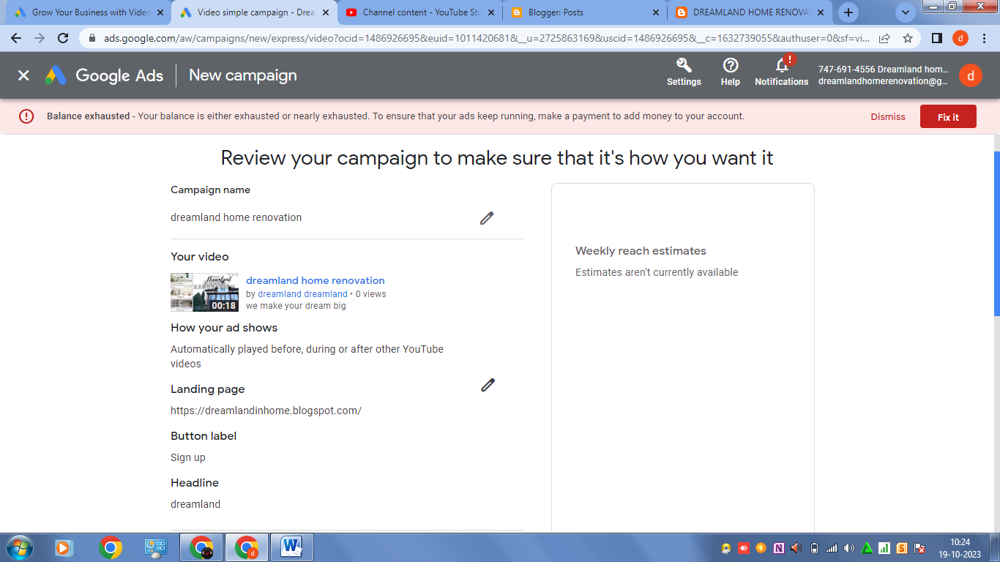 Grow Your Business with Video
Video simple campaign - Drea
Channel content - YouTube Stu
Blogger: Posts
DREAMLAND HOME RENOVAT
ads.google.com/aw/campaigns/new/express/video?ocid=1486926695&euid=1011420681&__u=2725863169&uscid=1486926695&__c=1632739055&authuser=0&sf=vi...
d
Google Ads
New campaign
Settings
Help
Notifications
!
747-691-4556 Dreamland hom...
dreamlandhomerenovation@g...
d
Balance exhausted - Your balance is either exhausted or nearly exhausted. To ensure that your ads keep running, make a payment to add money to your account.
Dismiss
Fix it
Review your campaign to make sure that it's how you want it
Campaign name
dreamland home renovation
Your video
00:18
dreamland home renovation
by dreamland dreamland • 0 views
we make your dream big
How your ad shows
Automatically played before, during or after other YouTube
videos
Landing page
https://dreamlandinhome.blogspot.com/
Button label
Sign up
Headline
dreamland
Weekly reach estimates
Estimates aren't currently available
10:24
19-10-2023